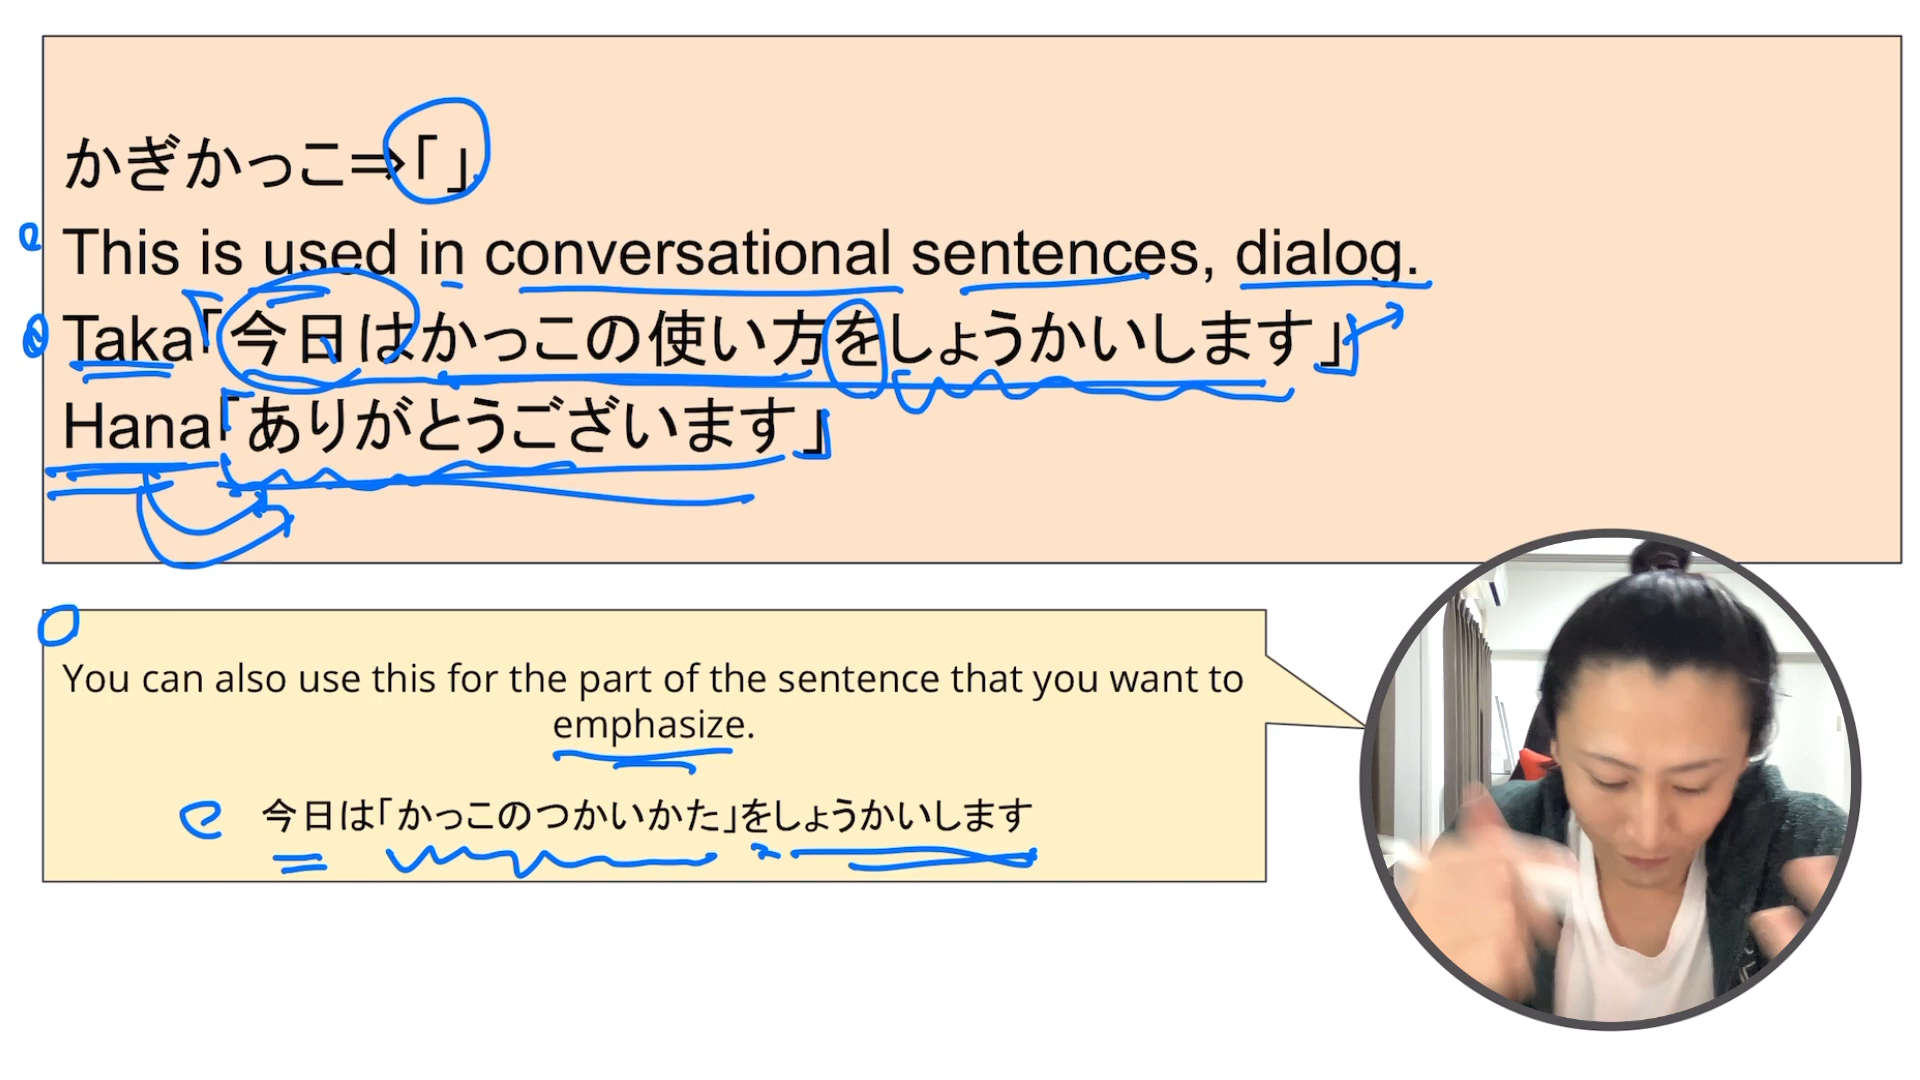 かぎかっこ⇒「」
This is used in conversational sentences, dialog.
Taka「今日はかっこの使い方をしょうかいします」
Hana「ありがとうございます」
You can also use this for the part of the sentence that you want to
emphasize.
今日は「かっこのつかいかた」をしょうかいします